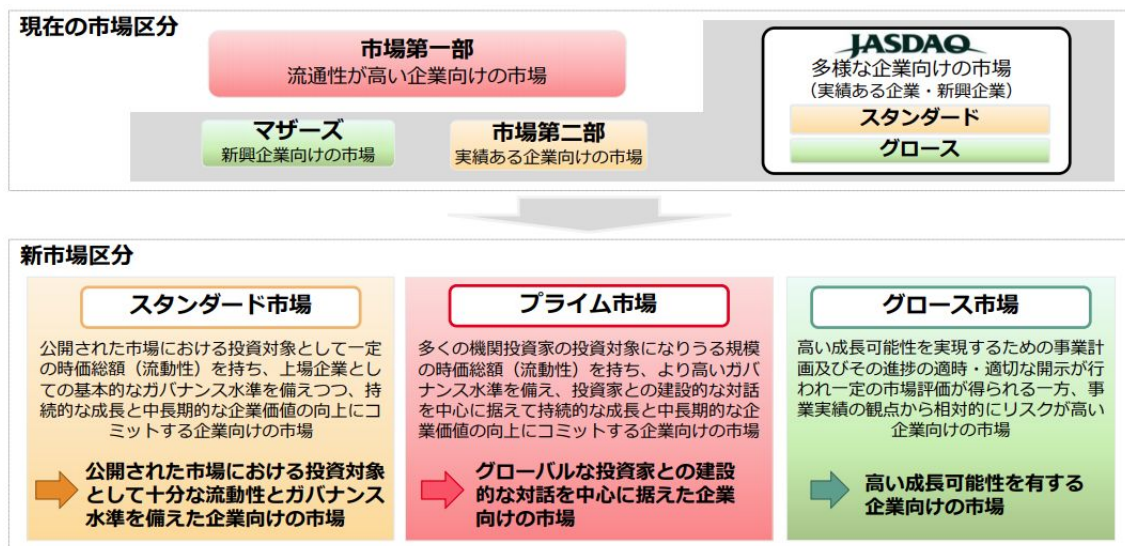 現在の市場区分
市場第一部
流通性が高い企業向けの市場
マザーズ
新興企業向けの市場
市場第二部
実績ある企業向けの市場
JASDAQ
多様な企業向けの市場
(実績ある企業・新興企業)
スタンダード
グロース
新市場区分
スタンダード市場
公開された市場における投資対象として一定
の時価総額(流動性)を持ち、上場企業とし
ての基本的なガバナンス水準を備えつつ、持
続的な成長と中長期的な企業価値の向上にコ
ミットする企業向けの市場
公開された市場における投資対象
として十分な流動性とガバナンス
水準を備えた企業向けの市場
プライム市場
多くの機関投資家の投資対象になりうる規模
の時価総額(流動性)を持ち、より高いガバ
ナンス水準を備え、投資家との建設的な対話
を中心に据えて持続的な成長と中長期的な企
業価値の向上にコミットする企業向けの市場
グローバルな投資家との建設
的な対話を中心に据えた企業
向けの市場
グロース市場
高い成長可能性を実現するための事業計
画及びその進捗の適時・適切な開示が行
われ一定の市場評価が得られる一方、事
業実績の観点から相対的にリスクが高い
企業向けの市場
高い成長可能性を有する
企業向けの市場